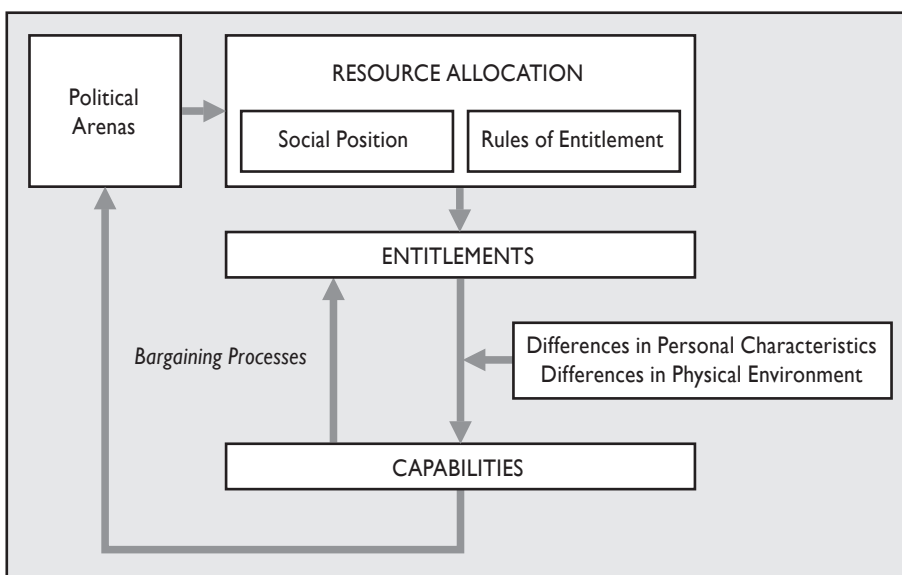 Political
Arenas
RESOURCE ALLOCATION
Social Position
Rules of Entitlement
ENTITLEMENTS
Bargaining Processes
Differences in Personal Characteristics
Differences in Physical Environment
CAPABILITIES